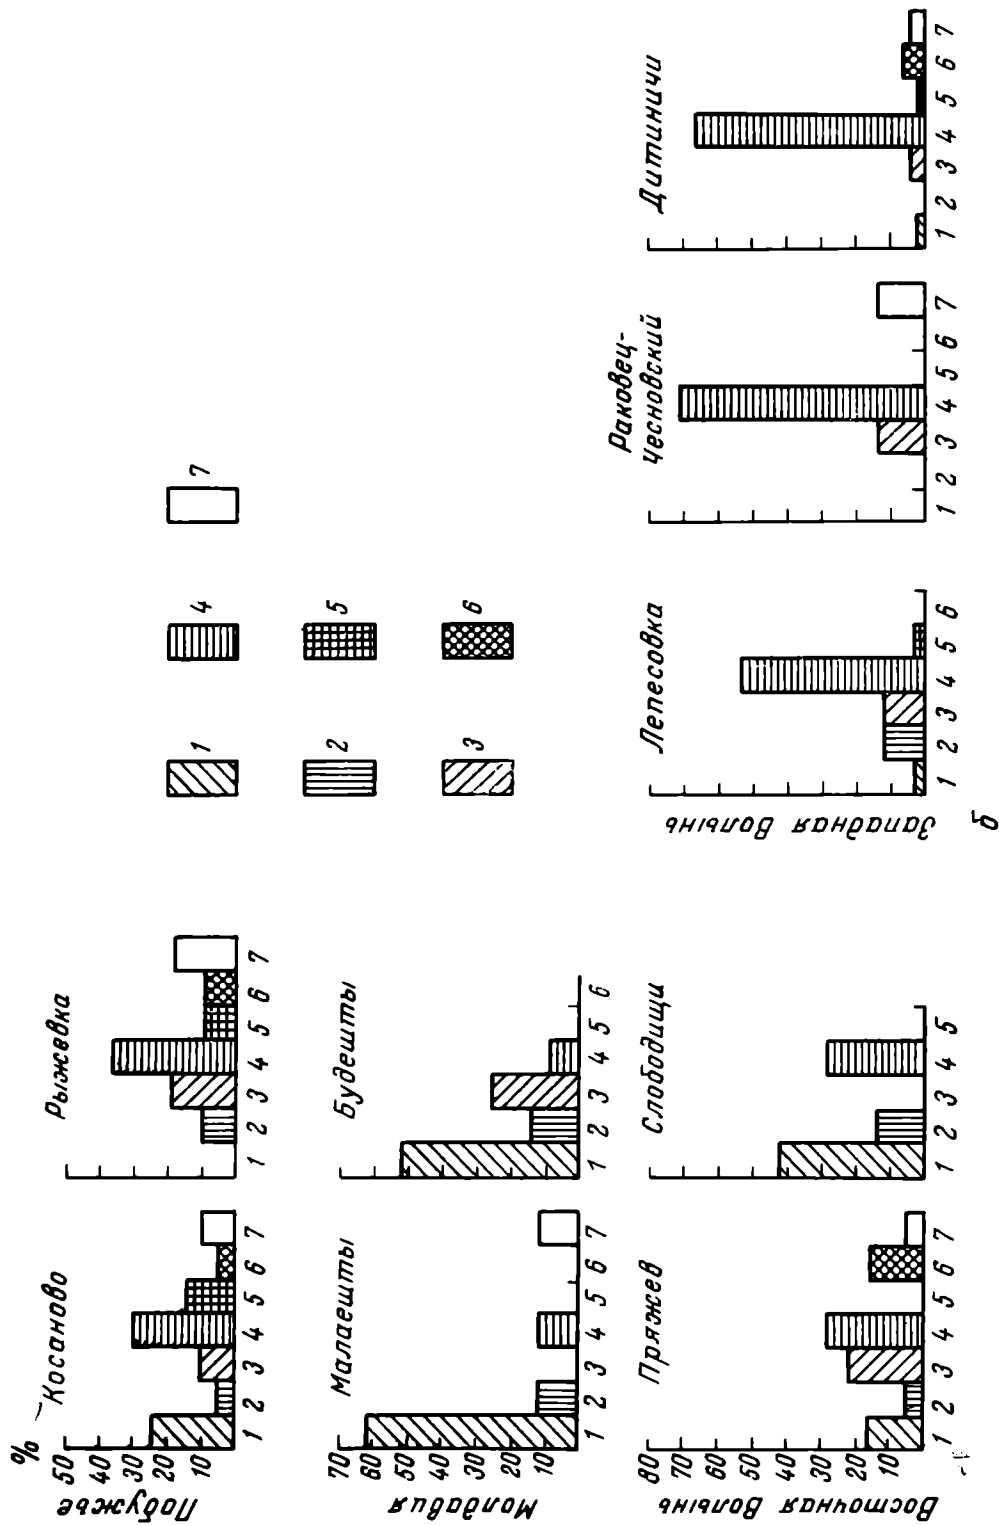 %
Косаново
Рыжевка
50
40
30
20
10
1 2 3 4 5 6 7
1 2 3 4 5 6 7
Побужье
1
4
7
2
5
3
6
Малаешты
Будешты
70
60
50
40
30
20
10
1 2 3 4 5 6 7
1 2 3 4 5 6
Молдавия
Пряжев
Слободищи
Лепесовка
Раковец-
Чесновский
Дитиничи
80
70
60
50
40
30
20
10
1 2 3 4 5 6 7
1 2 3 4 5
1 2 3 4 5 6
1 2 3 4 5 6 7
1 2 3 4 5 6 7
Восточная Волынь
Западная Волынь
б